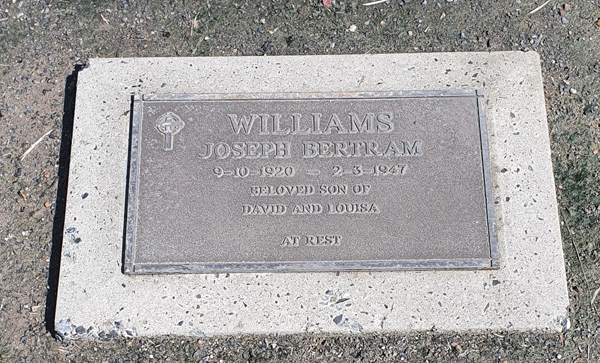 WILLIAMS
JOSEPH BERTRAM
9-10-1920 - 2-3-1947
BELOVED SON OF
DAVID AND LOUISA
AT REST